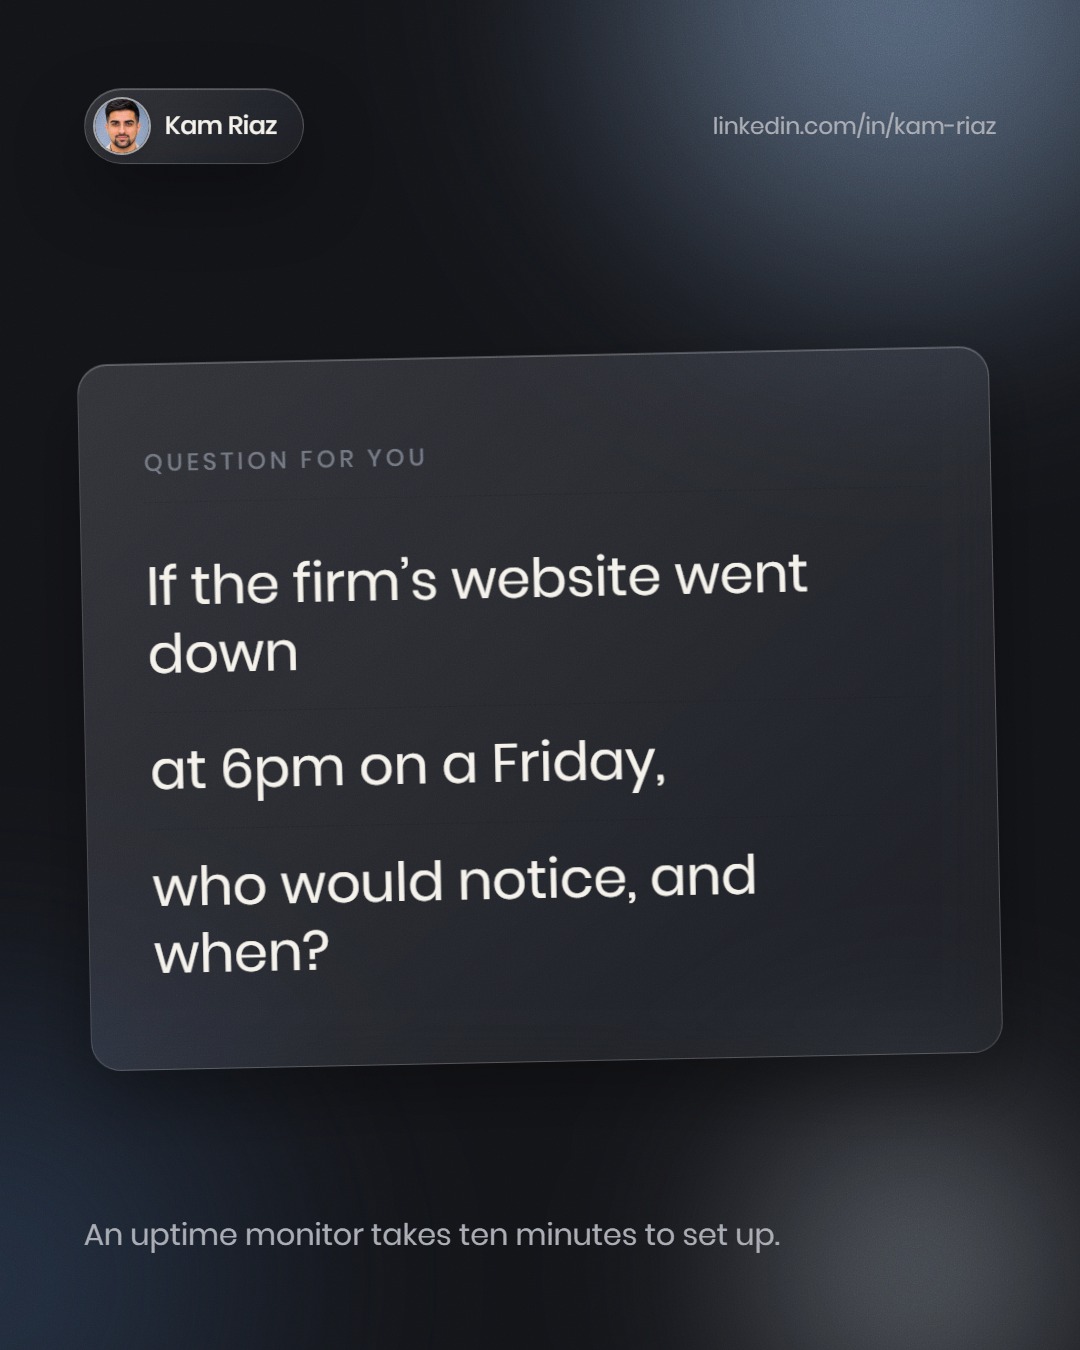 Kam Riaz
linkedin.com/in/kam-riaz
QUESTION FOR YOU
If the firm’s website went
down
at 6pm on a Friday,
who would notice, and
when?
An uptime monitor takes ten minutes to set up.